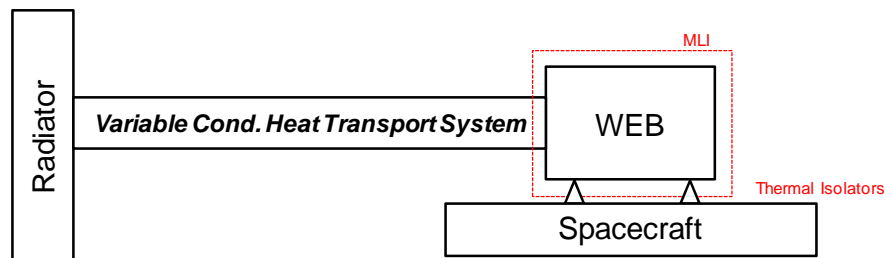 MLI
Radiator
Variable Cond. Heat Transport System
WEB
Thermal Isolators
Spacecraft